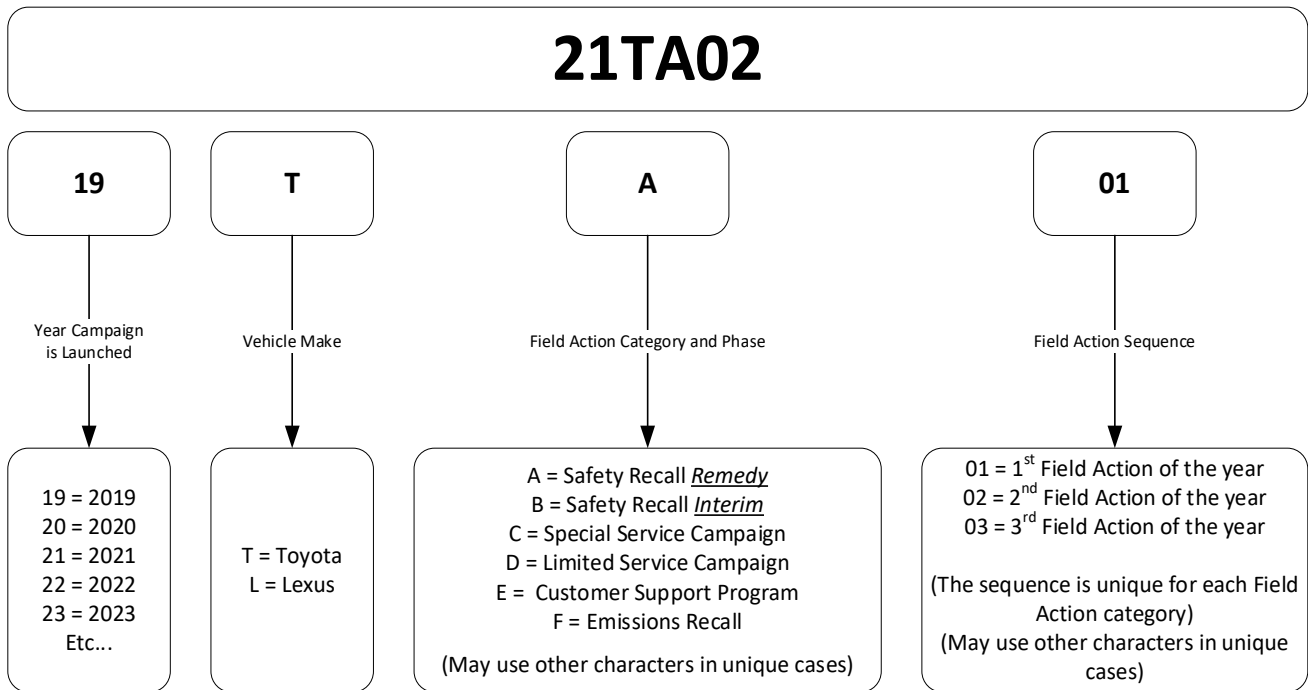 21TA02
19
T
A
01
Year Campaign
is Launched
Vehicle Make
Field Action Category and Phase
Field Action Sequence
19 = 2019
20 = 2020
21 = 2021
22 = 2022
23 = 2023
Etc...
T = Toyota
L = Lexus
A = Safety Recall Remedy
B = Safety Recall Interim
C = Special Service Campaign
D = Limited Service Campaign
E = Customer Support Program
F = Emissions Recall
(May use other characters in unique cases)
01 = 1st Field Action of the year
02 = 2nd Field Action of the year
03 = 3rd Field Action of the year
(The sequence is unique for each Field
Action category)
(May use other characters in unique
cases)